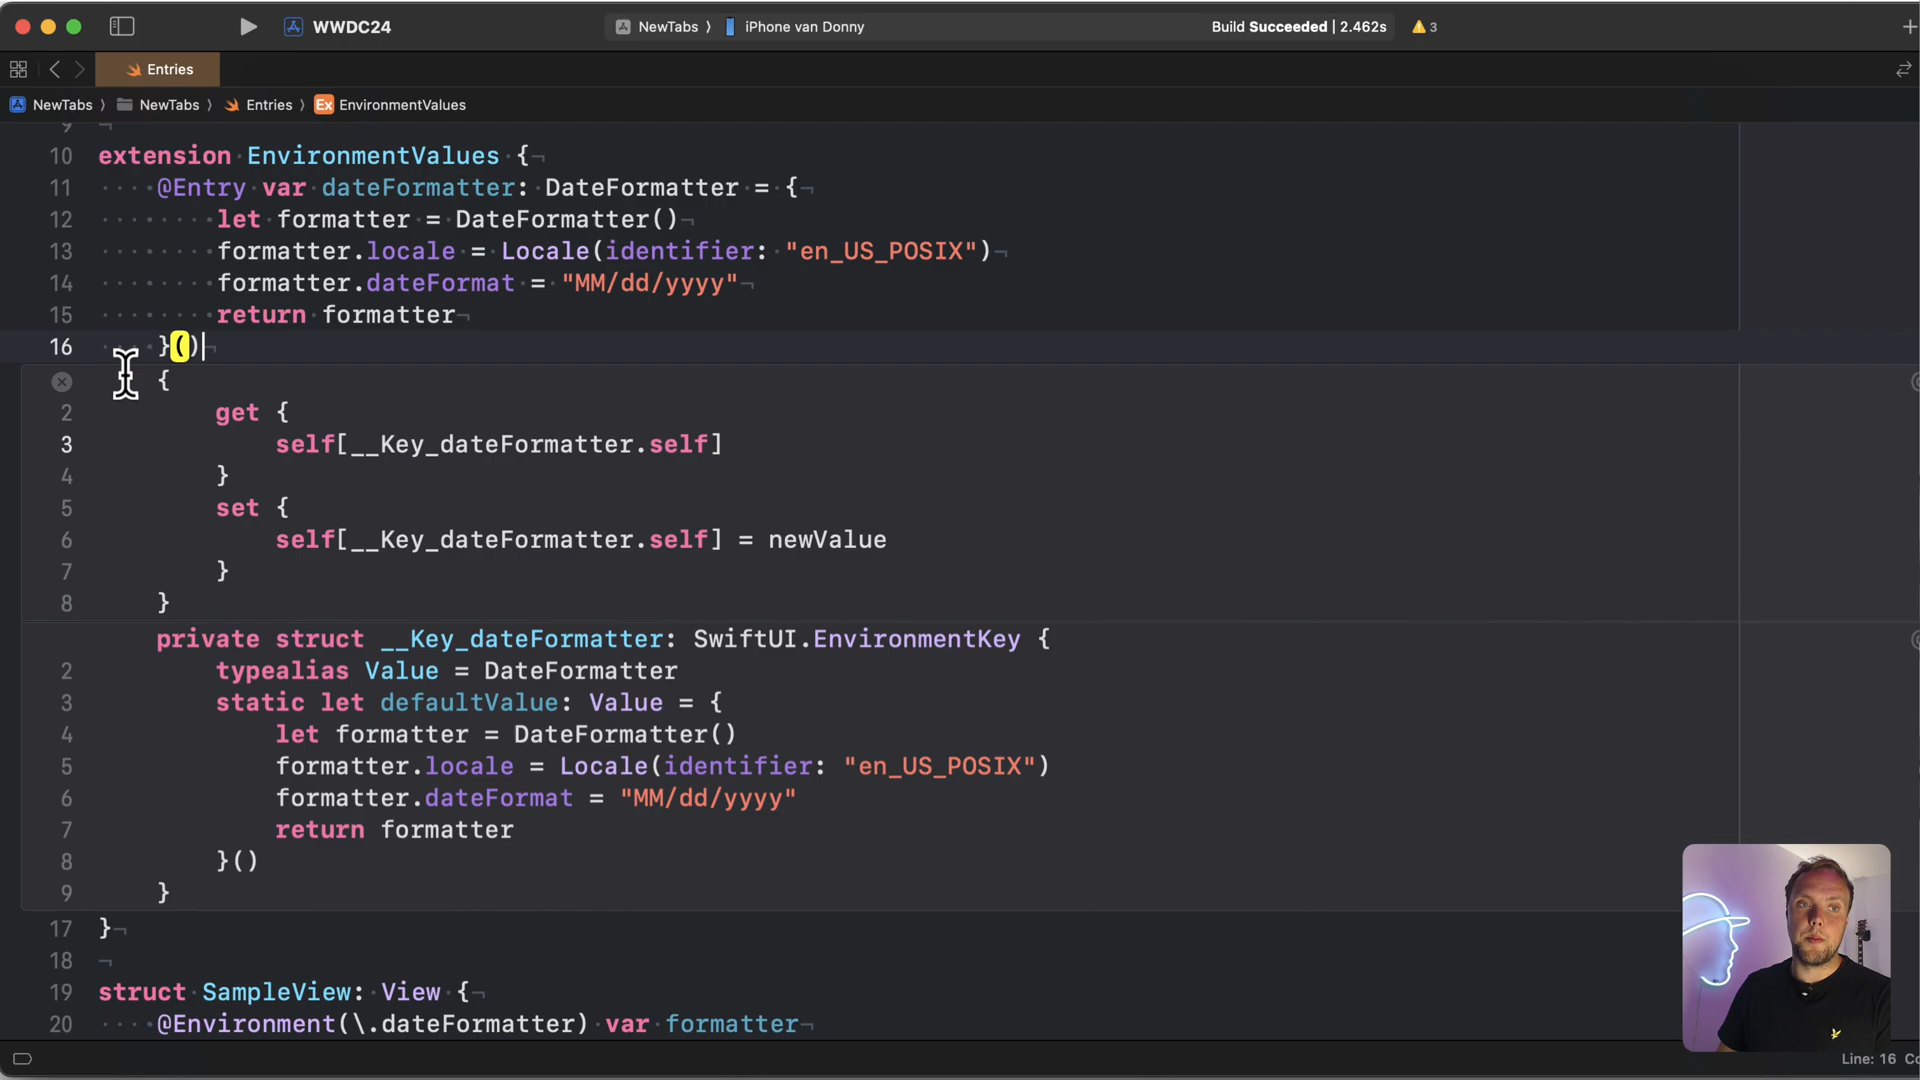 WWDC24
NewTabs 〉 iPhone van Donny
Build Succeeded | 2.462s
3
Entries
NewTabs 〉 NewTabs 〉 Entries 〉 Ex EnvironmentValues
9
10 extension EnvironmentValues {
11 @Entry var dateFormatter: DateFormatter = {
12 let formatter = DateFormatter()
13 formatter.locale = Locale(identifier: "en_US_POSIX")
14 formatter.dateFormat = "MM/dd/yyyy"
15 return formatter
16 }()
{
2 get {
3 self[__Key_dateFormatter.self]
4 }
5 set {
6 self[__Key_dateFormatter.self] = newValue
7 }
8 }
private struct __Key_dateFormatter: SwiftUI.EnvironmentKey {
2 typealias Value = DateFormatter
3 static let defaultValue: Value = {
4 let formatter = DateFormatter()
5 formatter.locale = Locale(identifier: "en_US_POSIX")
6 formatter.dateFormat = "MM/dd/yyyy"
7 return formatter
8 }()
9 }
17 }
18
19 struct SampleView: View {
20 @Environment(\.dateFormatter) var formatter
Line: 16